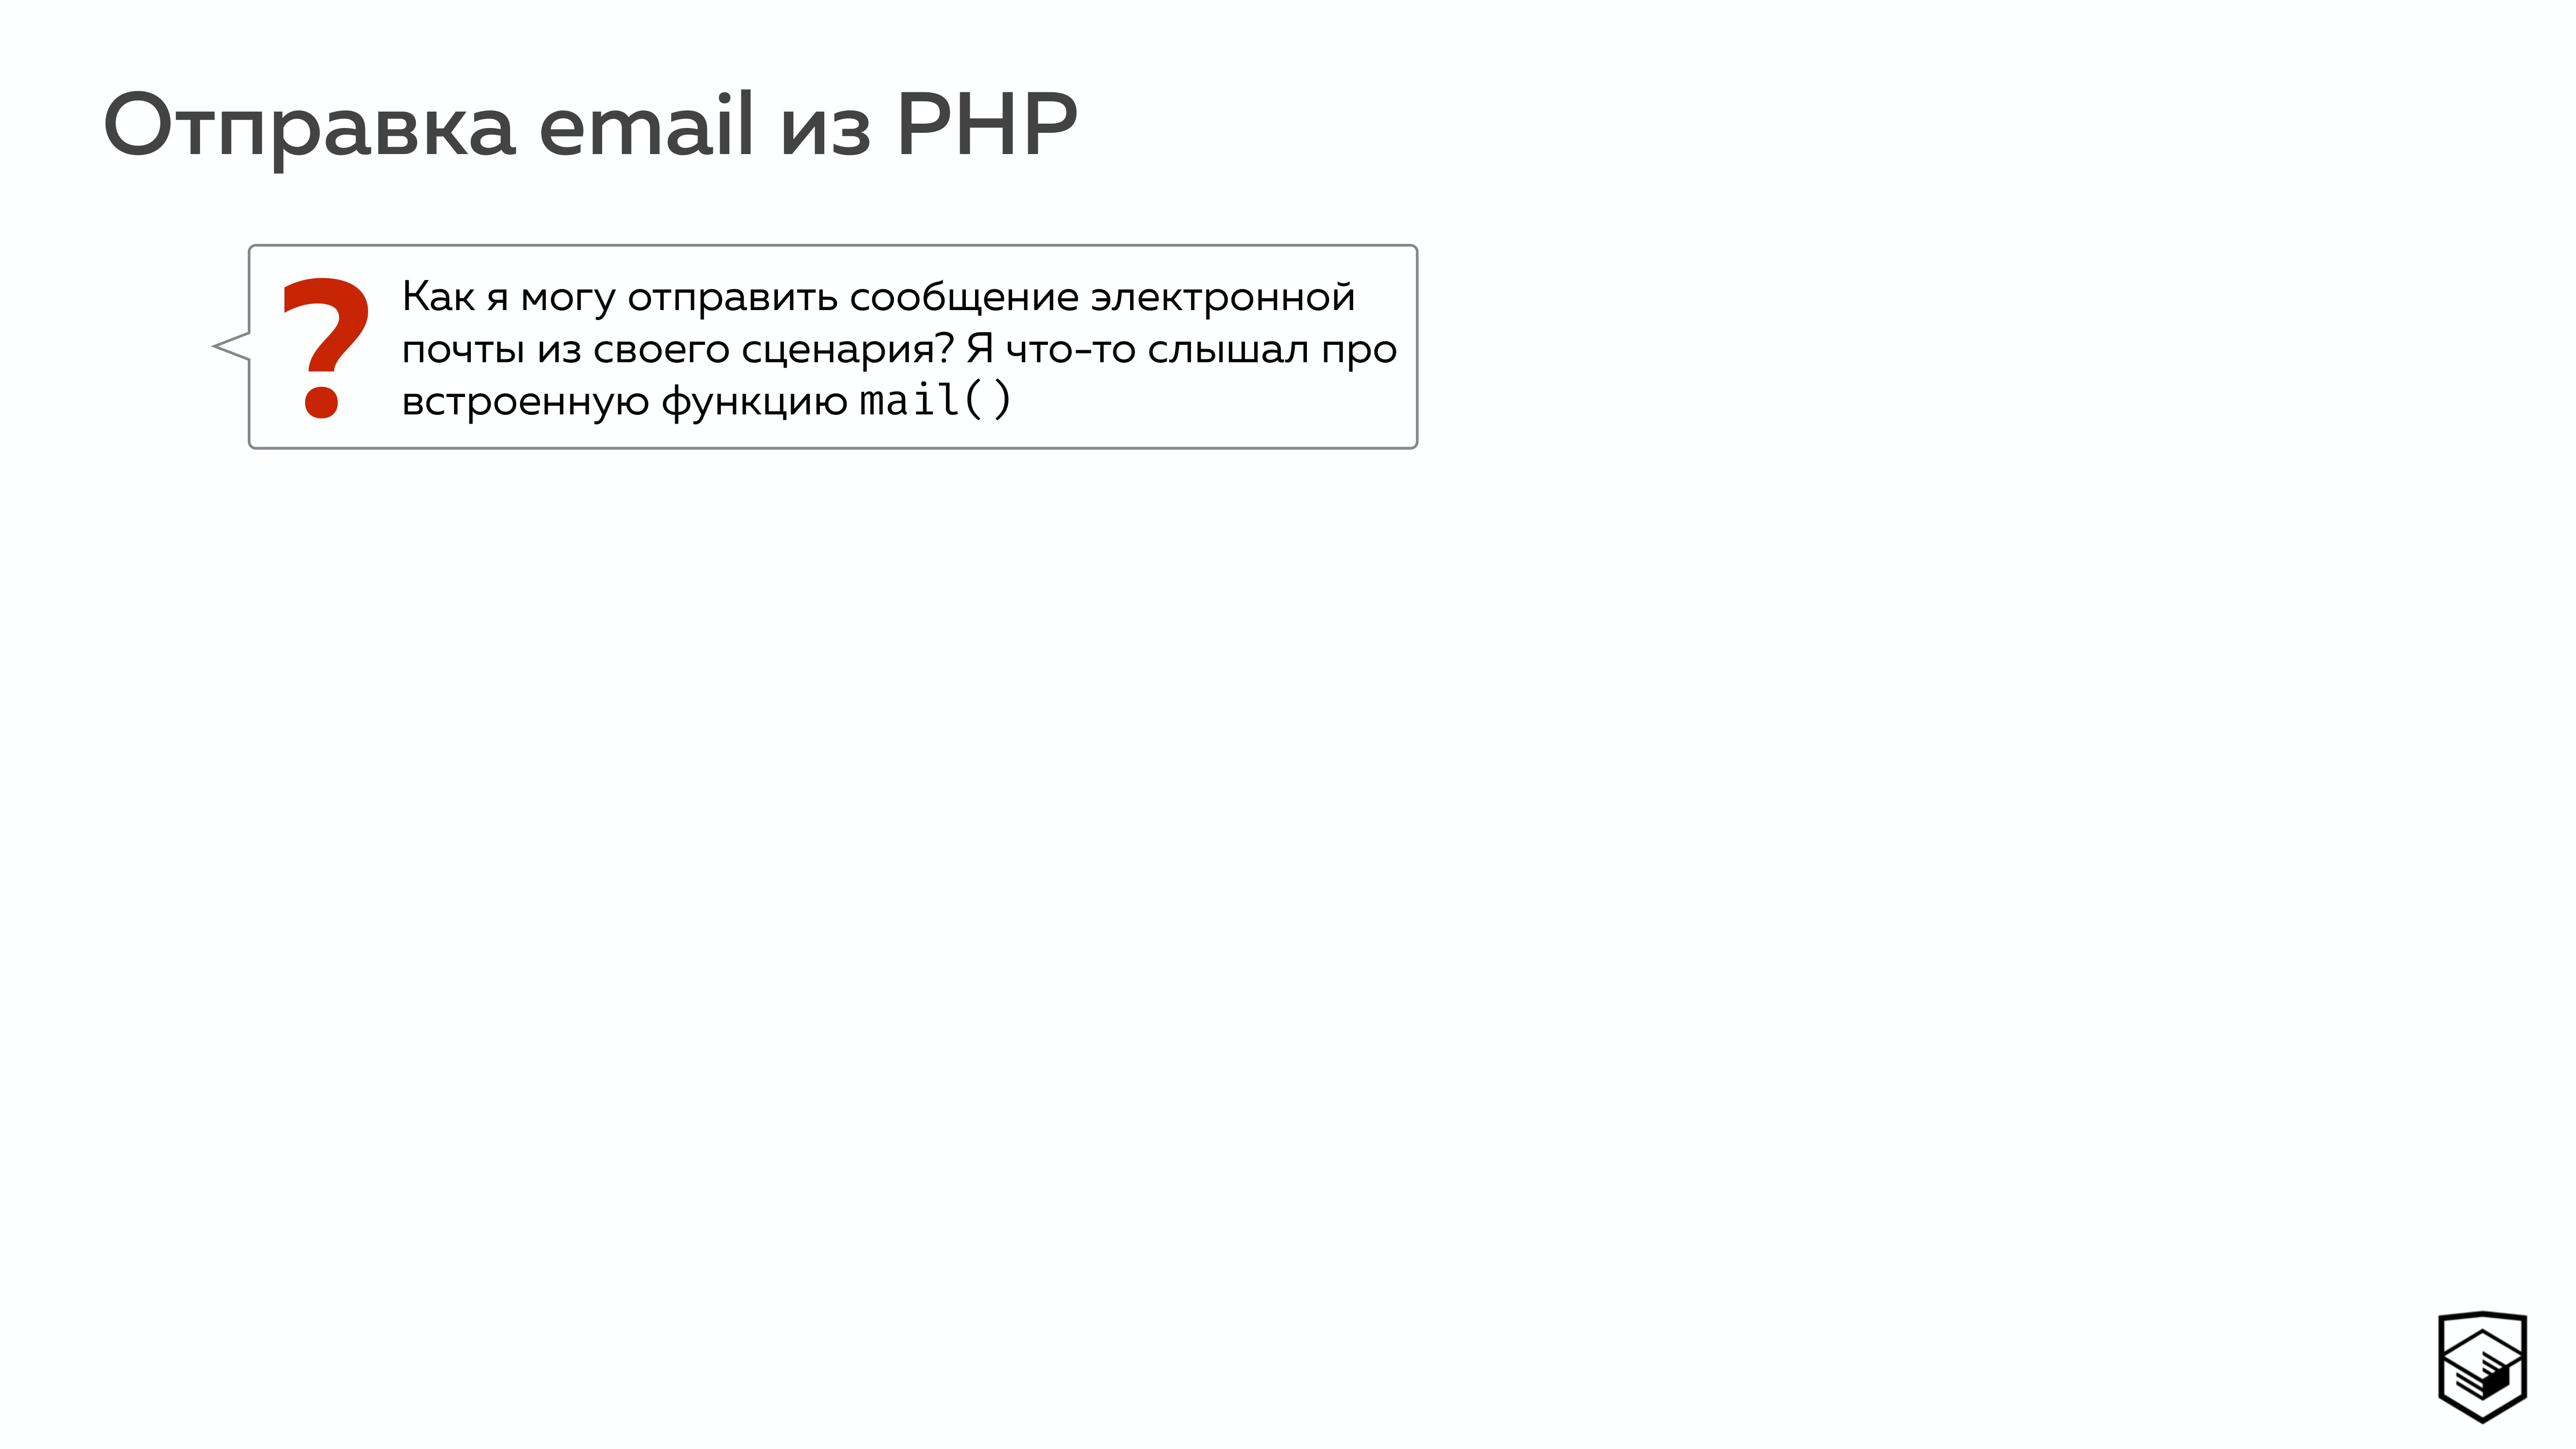 Отправка email из PHP
?
Как я могу отправить сообщение электронной
почты из своего сценария? Я что-то слышал про
встроенную функцию mail()